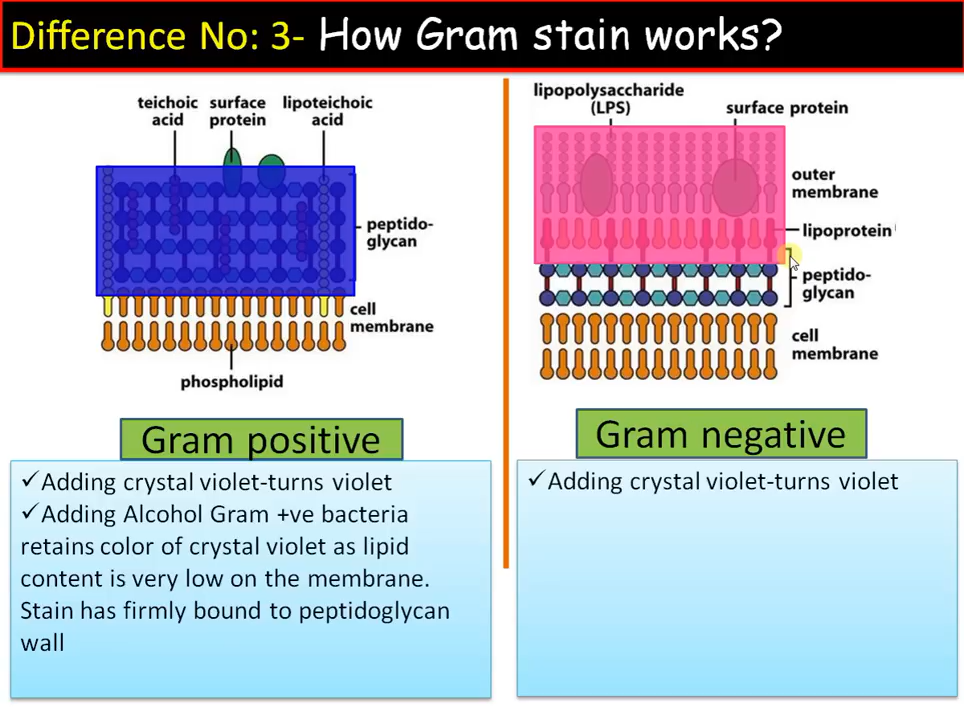 Difference No: 3- How Gram stain works?
teichoic acid
surface protein
lipoteichoic acid
peptido-
glycan
cell
membrane
phospholipid
lipopolysaccharide
(LPS)
surface protein
outer
membrane
lipoprotein
peptido-
glycan
cell
membrane
Gram positive
✓Adding crystal violet-turns violet
✓Adding Alcohol Gram +ve bacteria
retains color of crystal violet as lipid
content is very low on the membrane.
Stain has firmly bound to peptidoglycan
wall
Gram negative
✓Adding crystal violet-turns violet